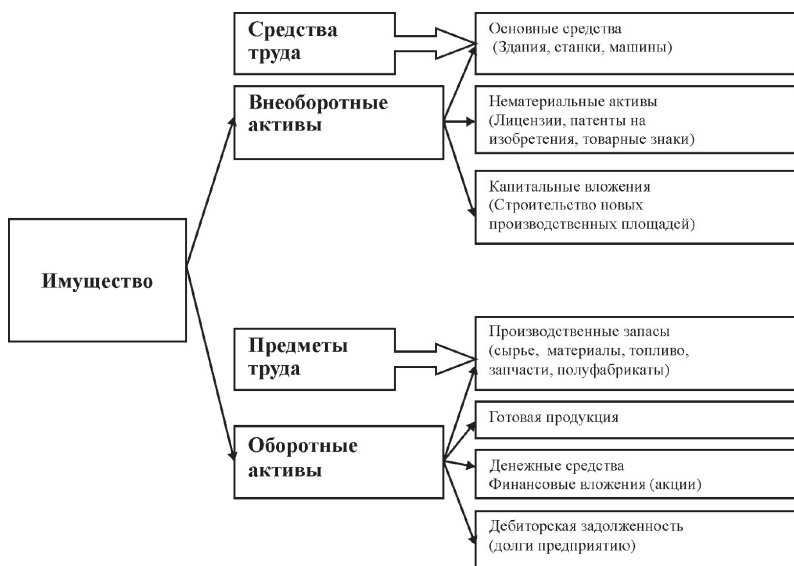 Средства
труда
Основные средства
(Здания, станки, машины)
Внеоборотные
активы
Нематериальные активы
(Лицензии, патенты на
изобретения, товарные знаки)
Капитальные вложения
(Строительство новых
производственных площадей)
Имущество
Предметы
труда
Производственные запасы
(сырье, материалы, топливо,
запчасти, полуфабрикаты)
Готовая продукция
Оборотные
активы
Денежные средства
Финансовые вложения (акции)
Дебиторская задолженность
(долги предприятию)